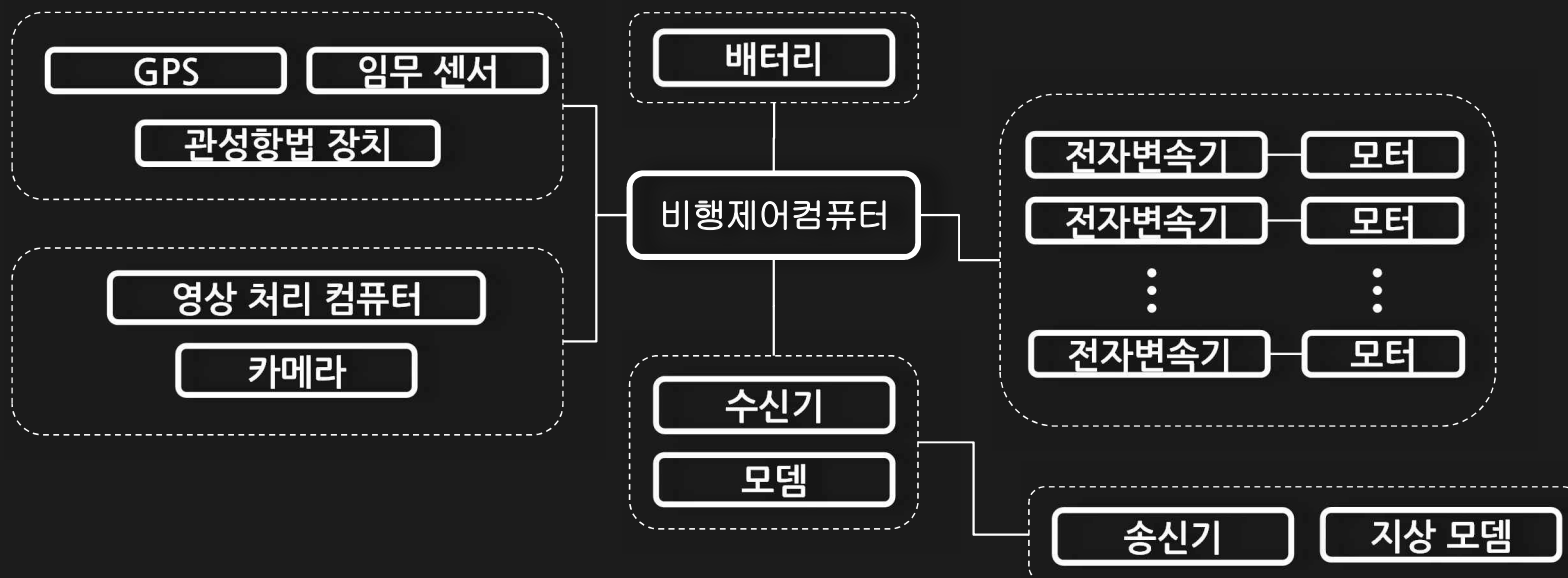 GPS
임무 센서
관성항법 장치
영상 처리 컴퓨터
카메라
배터리
비행제어컴퓨터
수신기
모뎀
전자변속기
모터
전자변속기
모터
전자변속기
모터
송신기
지상 모뎀